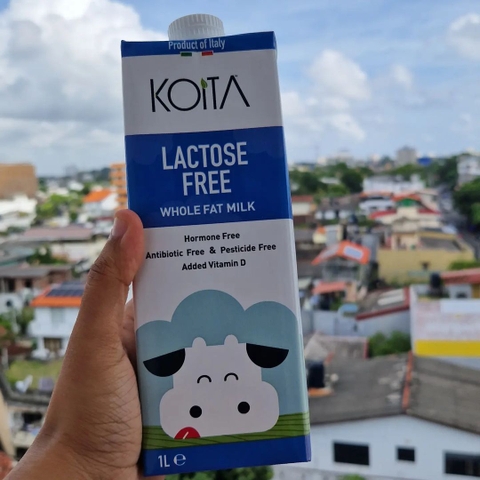 Product of Italy
KOITA
LACTOSE
FREE
WHOLE FAT MILK
Hormone Free
Antibiotic Free & Pesticide Free
Added Vitamin D
1L ℮